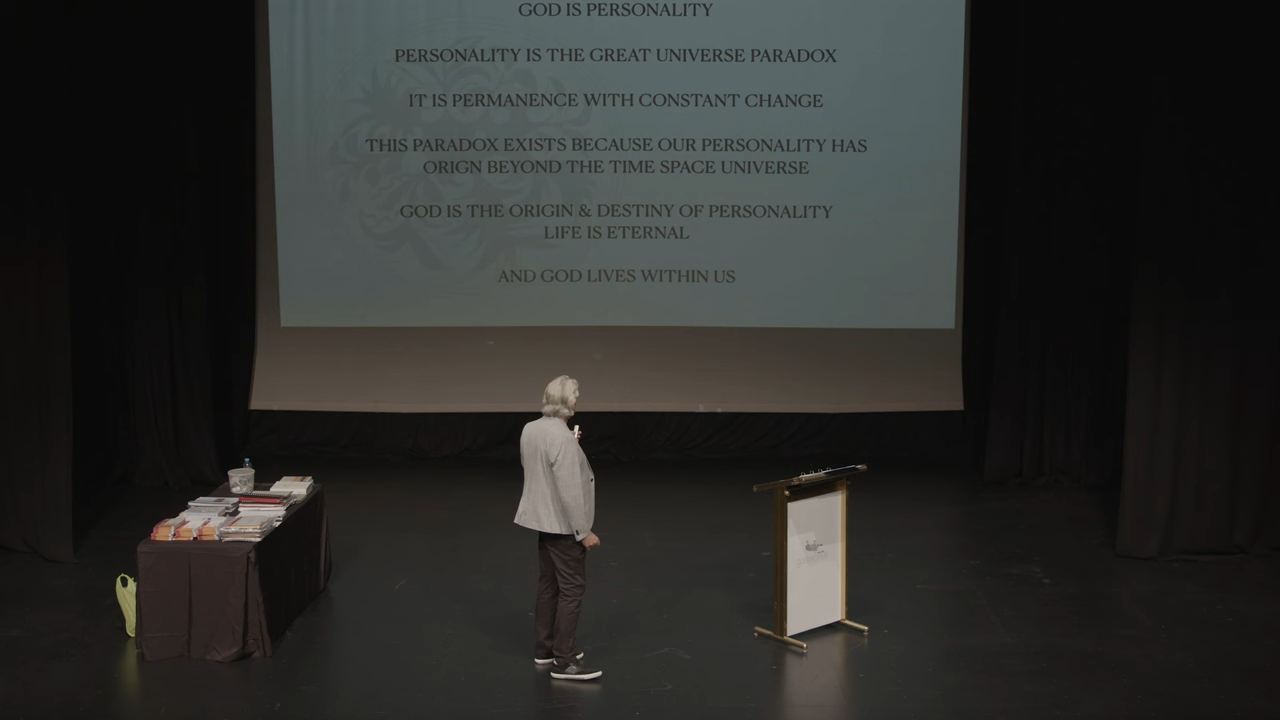 GOD IS PERSONALITY
PERSONALITY IS THE GREAT UNIVERSE PARADOX
IT IS PERMANENCE WITH CONSTANT CHANGE
THIS PARADOX EXISTS BECAUSE OUR PERSONALITY HAS
ORIGN BEYOND THE TIME SPACE UNIVERSE
GOD IS THE ORIGIN & DESTINY OF PERSONALITY
LIFE IS ETERNAL
AND GOD LIVES WITHIN US